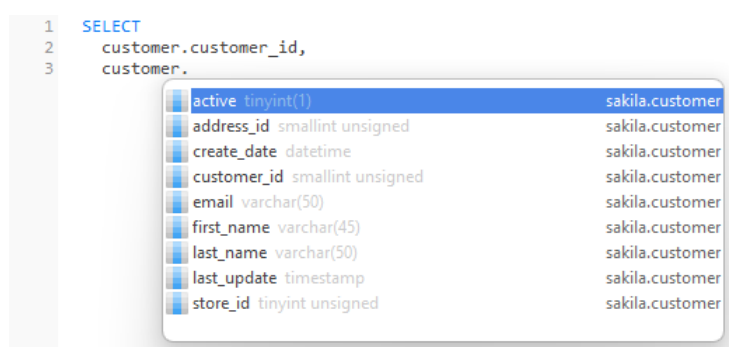 1 SELECT
2 customer.customer_id,
3 customer.
active tinyint(1) sakila.customer
address_id smallint unsigned sakila.customer
create_date datetime sakila.customer
customer_id smallint unsigned sakila.customer
email varchar(50) sakila.customer
first_name varchar(45) sakila.customer
last_name varchar(50) sakila.customer
last_update timestamp sakila.customer
store_id tinyint unsigned sakila.customer